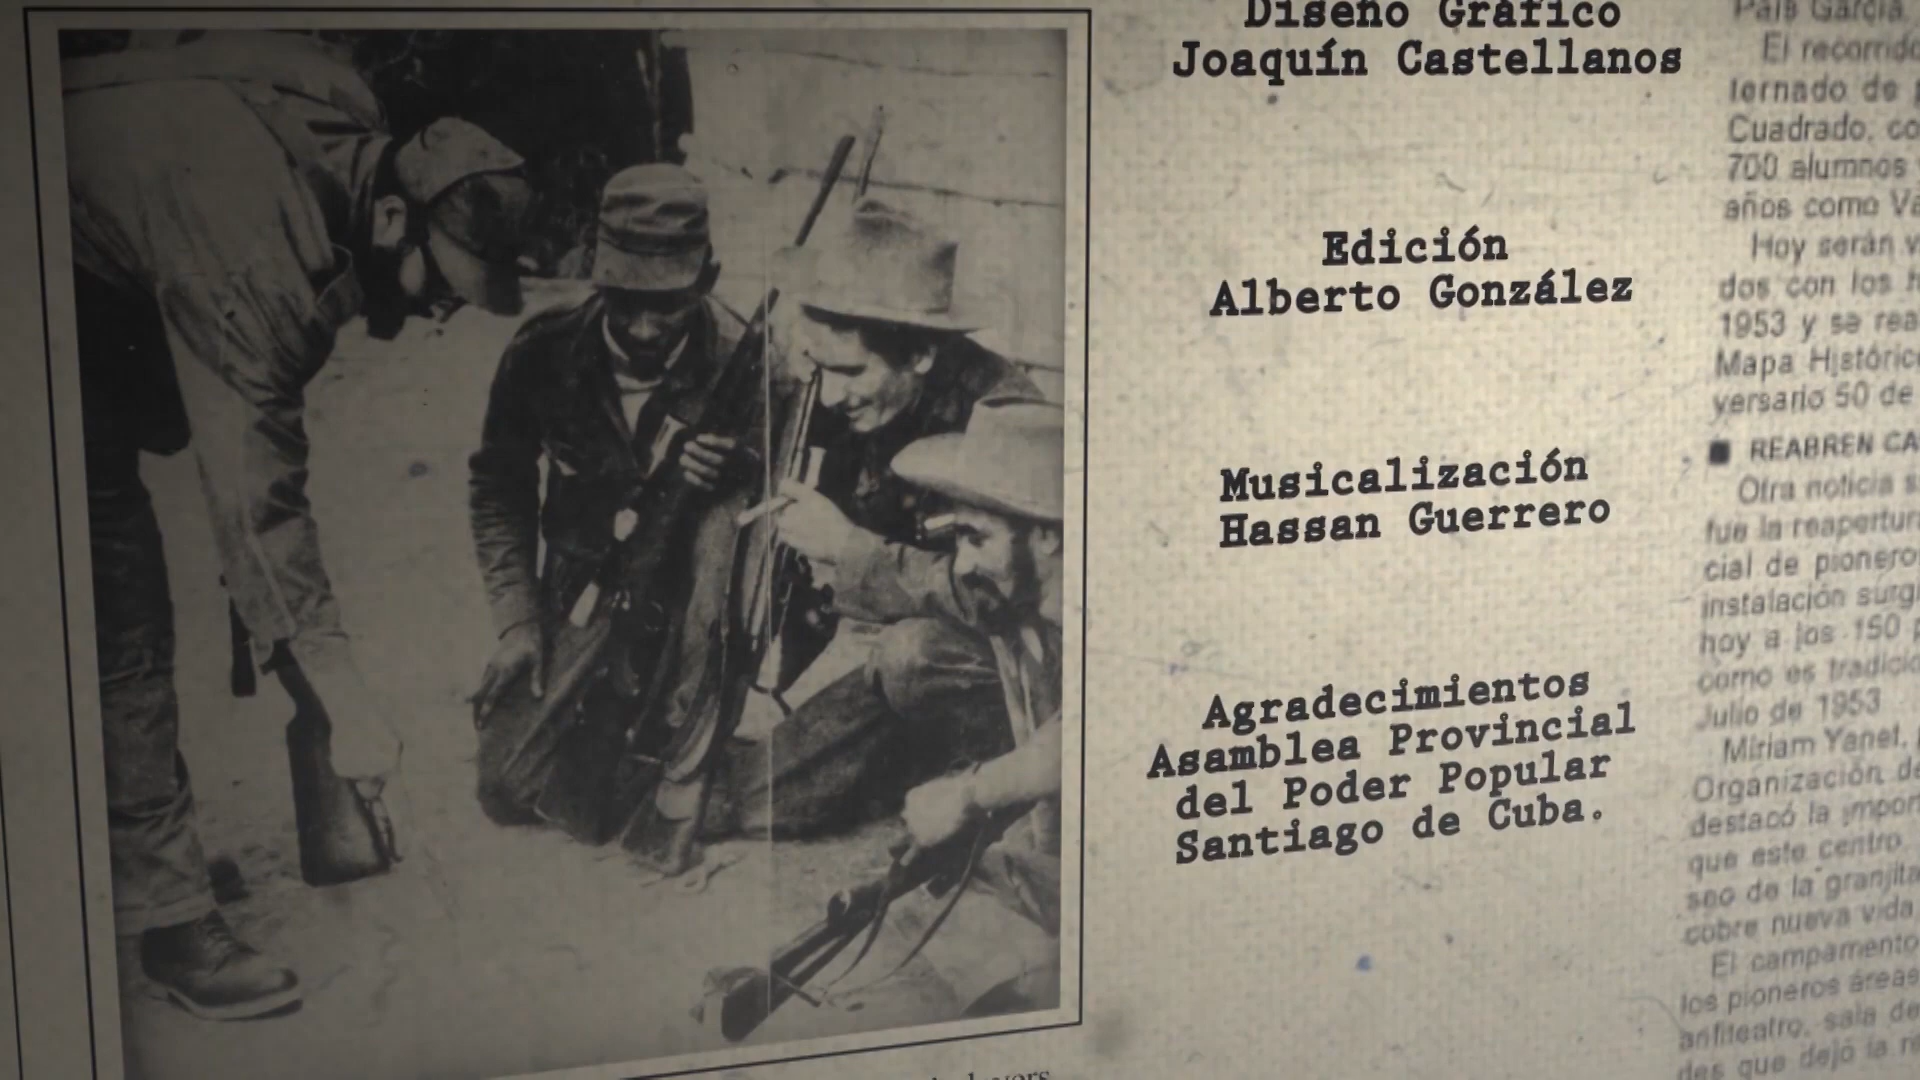 Diseño Gráfico
Joaquín Castellanos
Edición
Alberto González
Musicalización
Hassan Guerrero
Agradecimientos
Asamblea Provincial
del Poder Popular
Santiago de Cuba.
País García.
El recorrido
ternado de
Cuadrado. co
700 alumnos
años como Va
Hoy serán v
dos con los
1953 y se rea
Mapa Histórico
versario 50 de
REABREN CA
Otra noticia
fue la reapertur
cial de pionero
instalación surg
hoy a los 150
como es tradicio
Julio de 1953
Miriam Yanet,
Organización de
destacó la impor
que este centro
seo de la granjita
cobre nueva vida
El campamento
los pioneros áreas
anfiteatro, sala de
des que dejó la